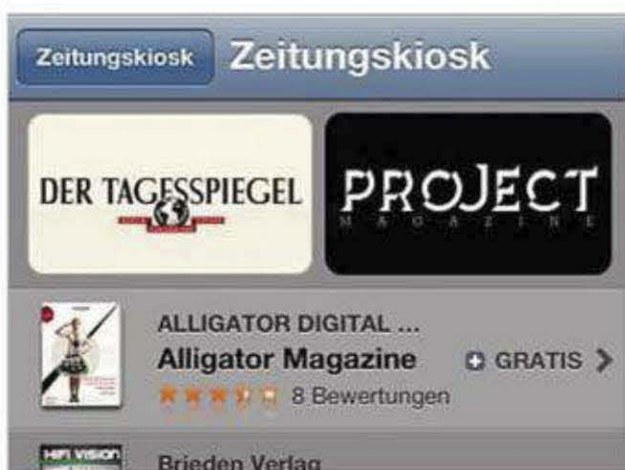 Zeitungskiosk Zeitungskiosk
DER TAGESSPIEGEL
PROJECT
MAGAZINE
ALLIGATOR DIGITAL ...
Alligator Magazine GRATIS
8 Bewertungen
HIFI VISION
Brieden Verlag